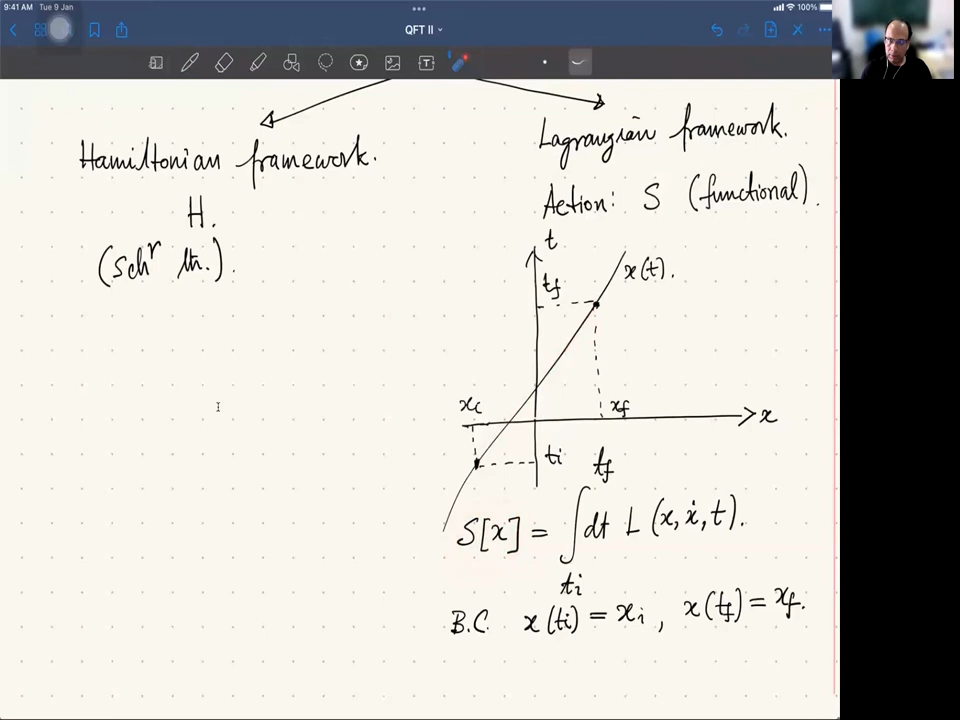 9:41 AM Tue 9 Jan
100%
QFT II
Hamiltonian framework.
H.
(Schr th.).
Lagrangian framework.
Action: S (functional).
t
x(t).
tf
xi
xf
x
ti
S[x] = ∫_{ti}^{tf} dt L (x, ẋ, t).
B.C. x(ti) = xi, x(tf) = xf.